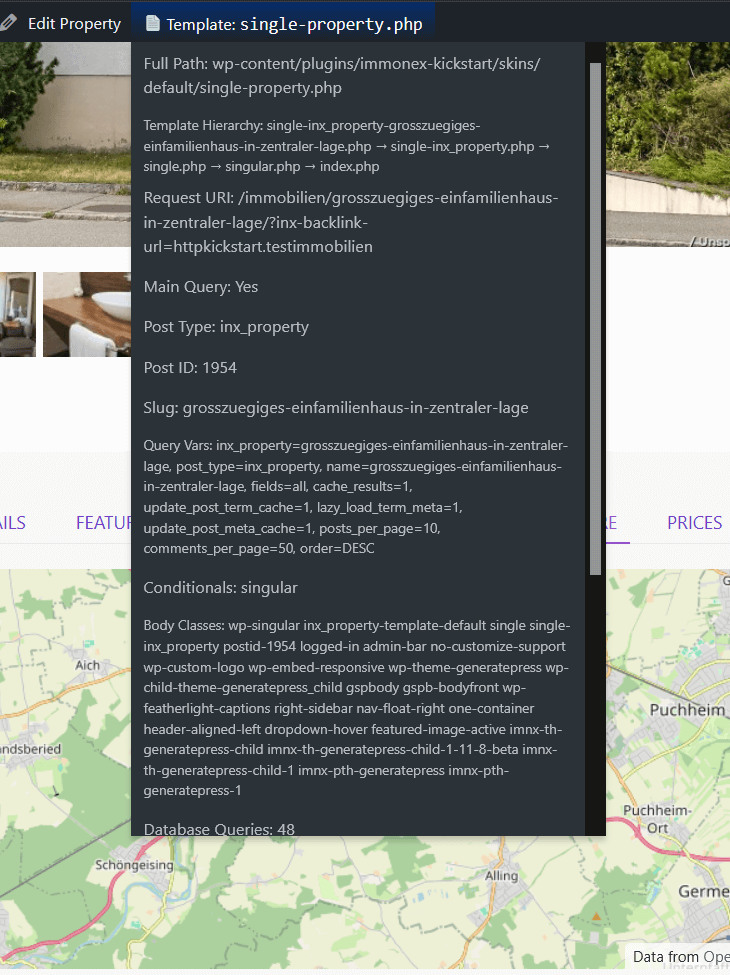 Edit Property
Template: single-property.php
Full Path: wp-content/plugins/immonex-kickstart/skins/
default/single-property.php
Template Hierarchy: single-inx_property-grosszuegiges-
einfamilienhaus-in-zentraler-lage.php → single-inx_property.php →
single.php → singular.php → index.php
Request URI: /immobilien/grosszuegiges-einfamilienhaus-
in-zentraler-lage/?inx-backlink-
url=httpkickstart.testimmobilien
Main Query: Yes
Post Type: inx_property
Post ID: 1954
Slug: grosszuegiges-einfamilienhaus-in-zentraler-lage
Query Vars: inx_property=grosszuegiges-einfamilienhaus-in-zentraler-
lage, post_type=inx_property, name=grosszuegiges-einfamilienhaus-
in-zentraler-lage, fields=all, cache_results=1,
update_post_term_cache=1, lazy_load_term_meta=1,
update_post_meta_cache=1, posts_per_page=10,
comments_per_page=50, order=DESC
Conditionals: singular
Body Classes: wp-singular inx_property-template-default single single-
inx_property postid-1954 logged-in admin-bar no-customize-support
wp-custom-logo wp-embed-responsive wp-theme-generatepress wp-
child-theme-generatepress_child gspbody gspb-bodyfront wp-
featherlight-captions right-sidebar nav-float-right one-container
header-aligned-left dropdown-hover featured-image-active imnx-th-
generatepress-child imnx-th-generatepress-child-1-11-8-beta imnx-
th-generatepress-child-1 imnx-pth-generatepress imnx-pth-
generatepress-1
Database Queries: 48
/ Unsp
AILS
FEATUR
RE
PRICES
Aich
andsberied
Puchheim
Puchheim-
Ort
Schöngeising
Alling
Germe
Data from Ope